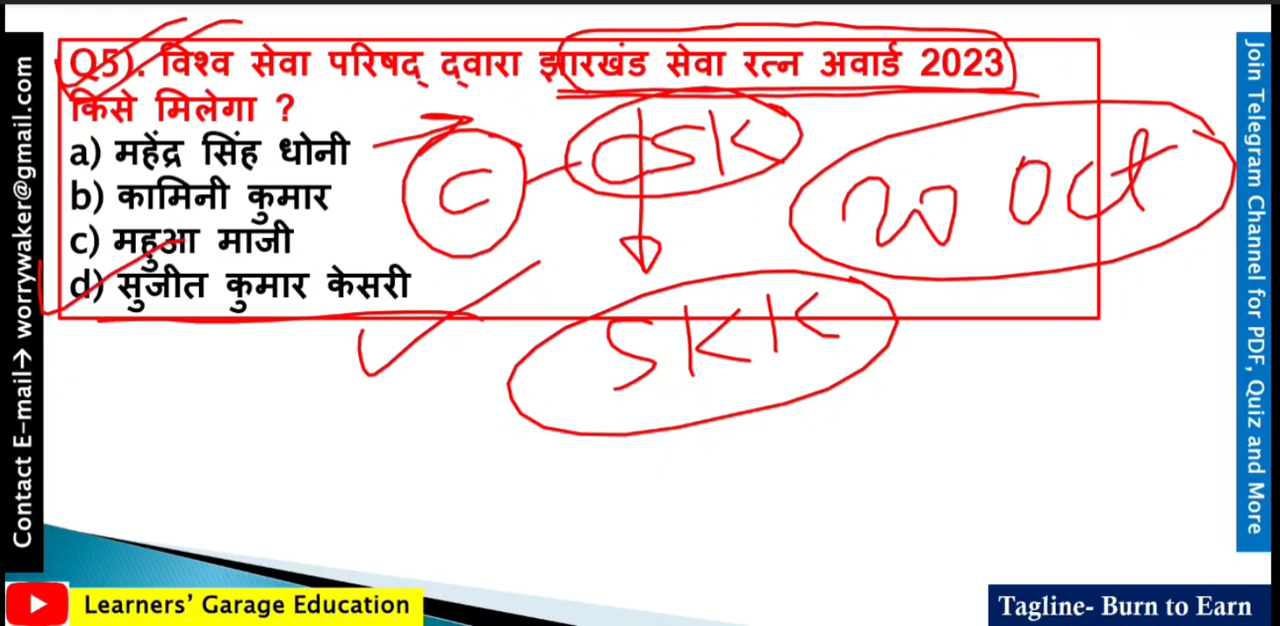 Q5). विश्व सेवा परिषद् द्वारा झारखंड सेवा रत्न अवार्ड 2023
किसे मिलेगा ?
a) महेंद्र सिंह धोनी
b) कामिनी कुमार
c) महुआ माजी
d) सुजीत कुमार केसरी
C
CSK
20 Oct
SKK
Contact E-mail→ worrywaker@gmail.com
Join Telegram Channel for PDF, Quiz and More
Learners’ Garage Education
Tagline- Burn to Earn